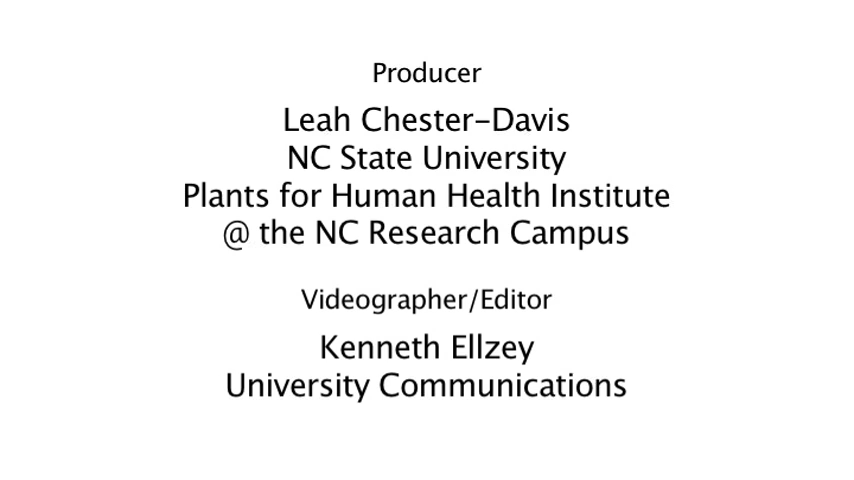 Producer
Leah Chester-Davis
NC State University
Plants for Human Health Institute
@ the NC Research Campus
Videographer/Editor
Kenneth Ellzey
University Communications